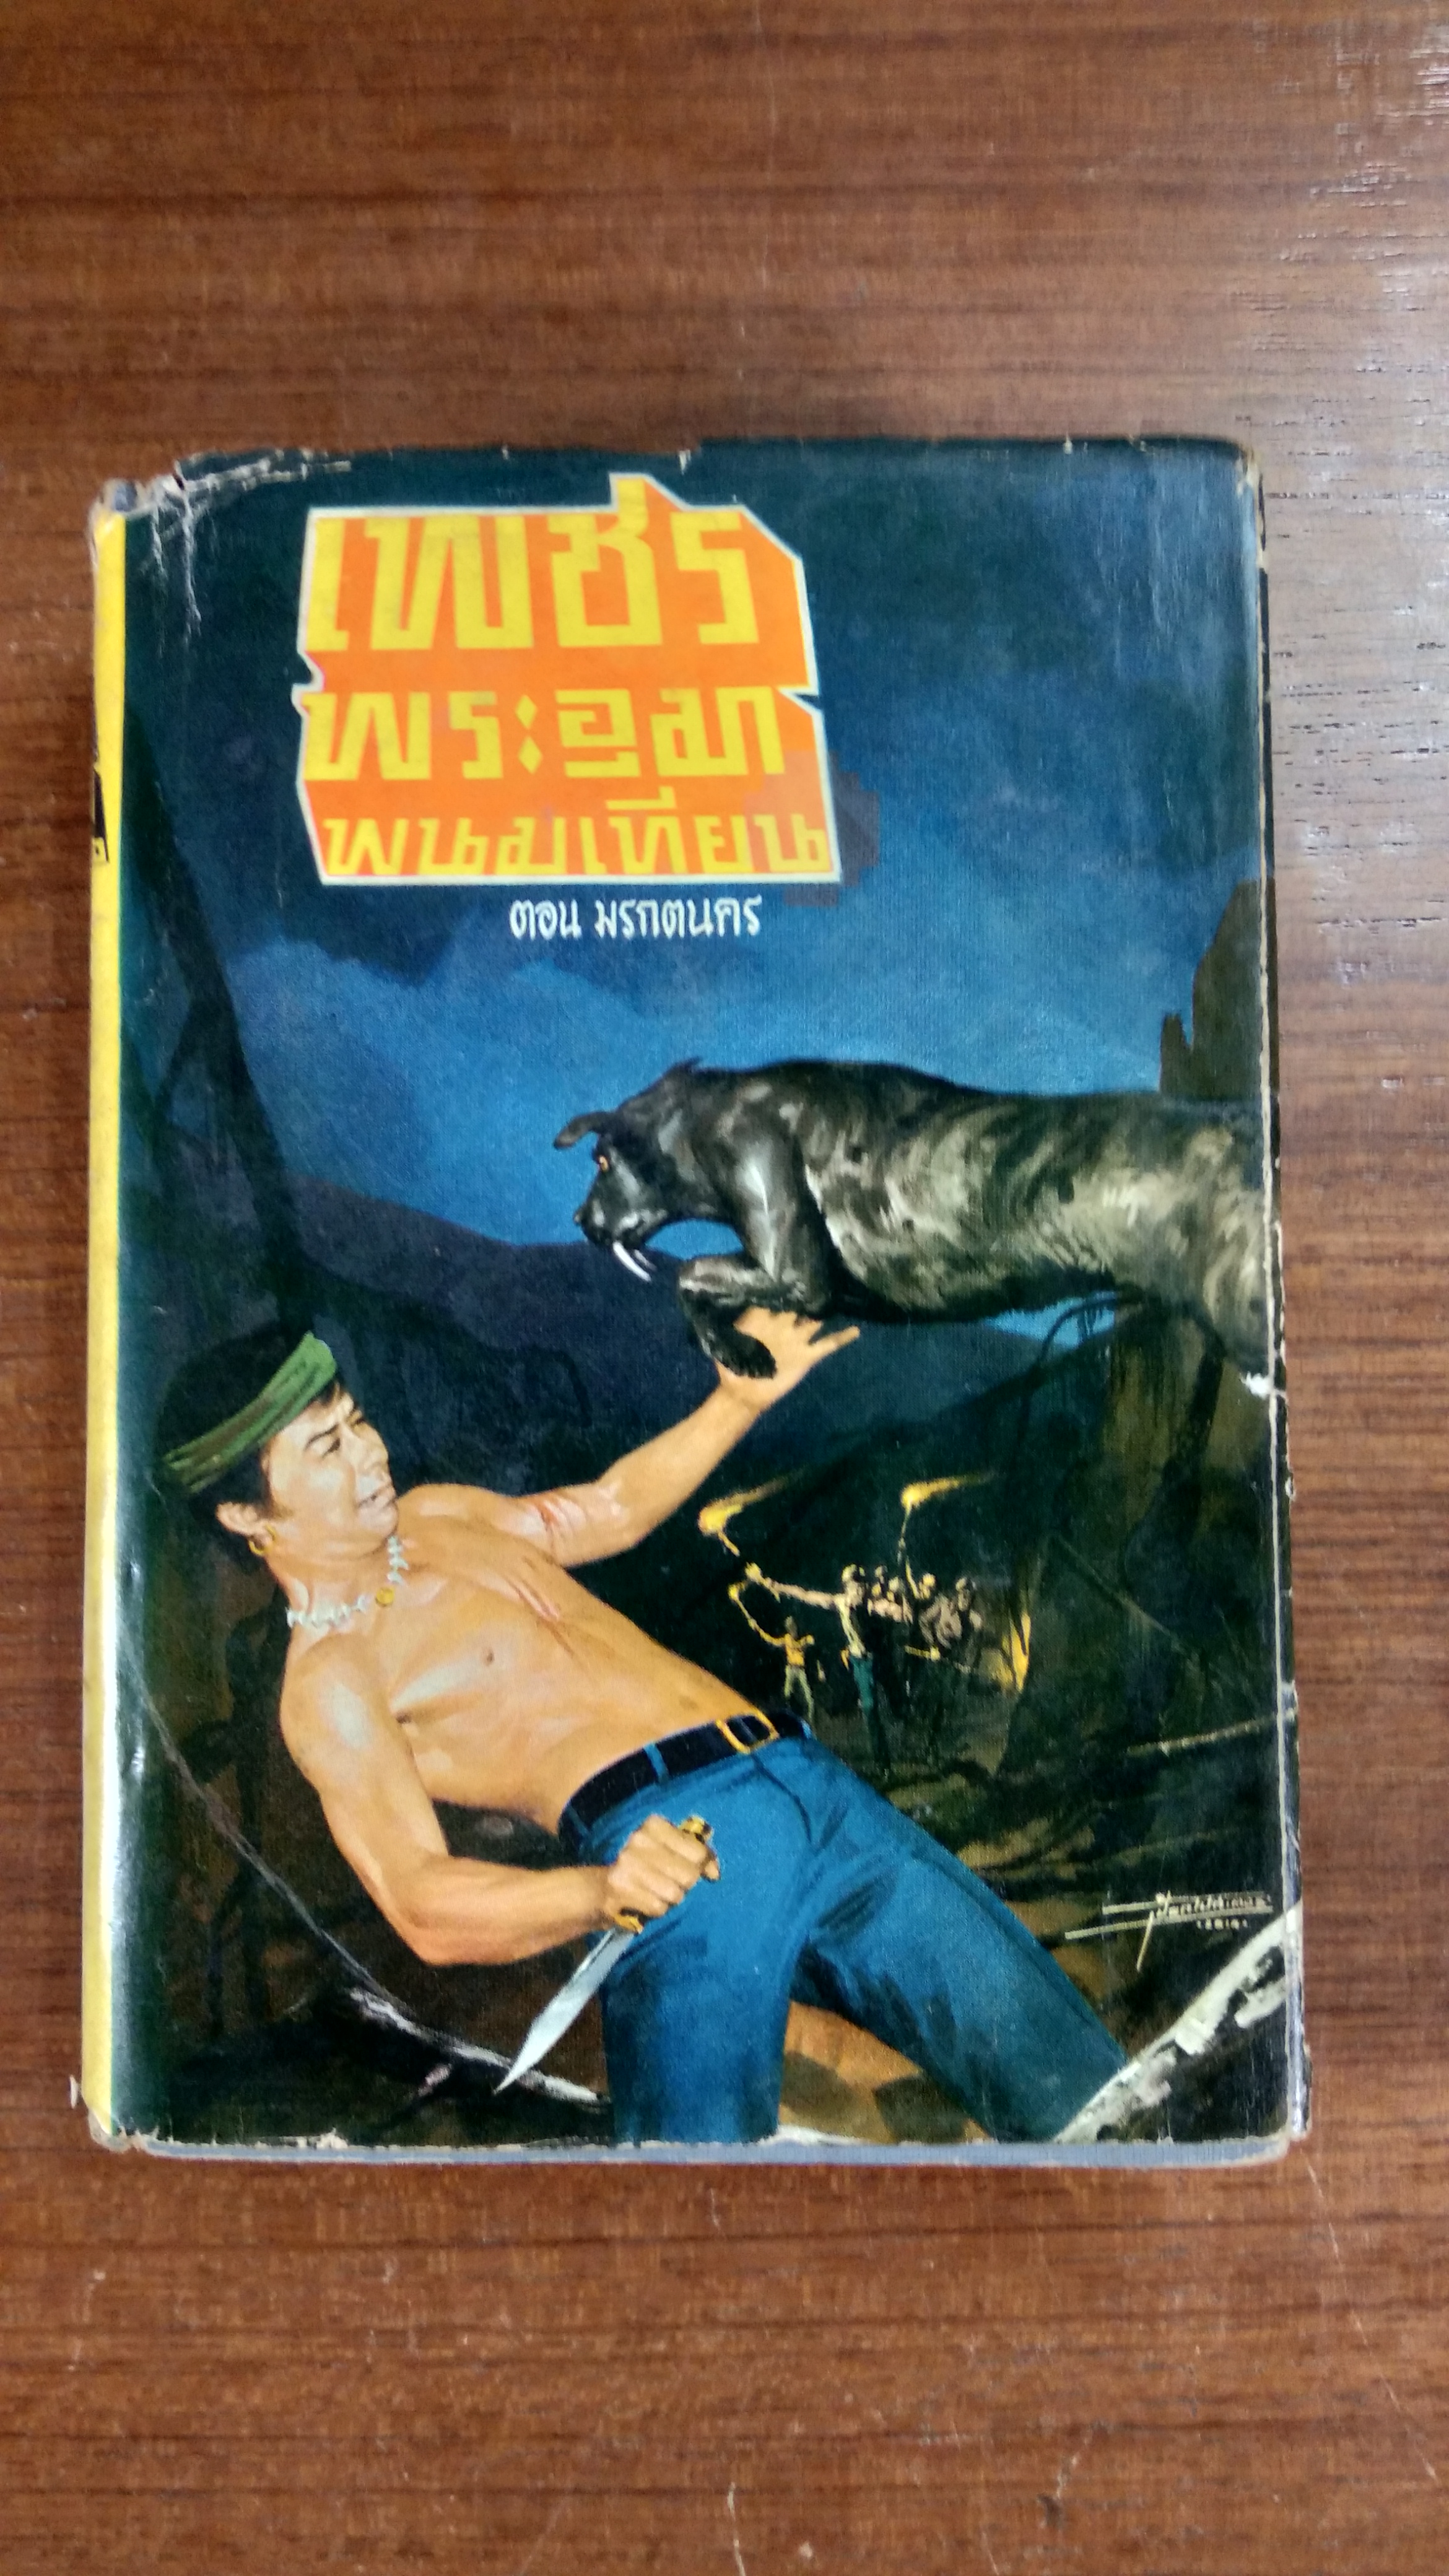 เพชร
พระอุมา
พนมเทียน
ตอน มรกตนคร